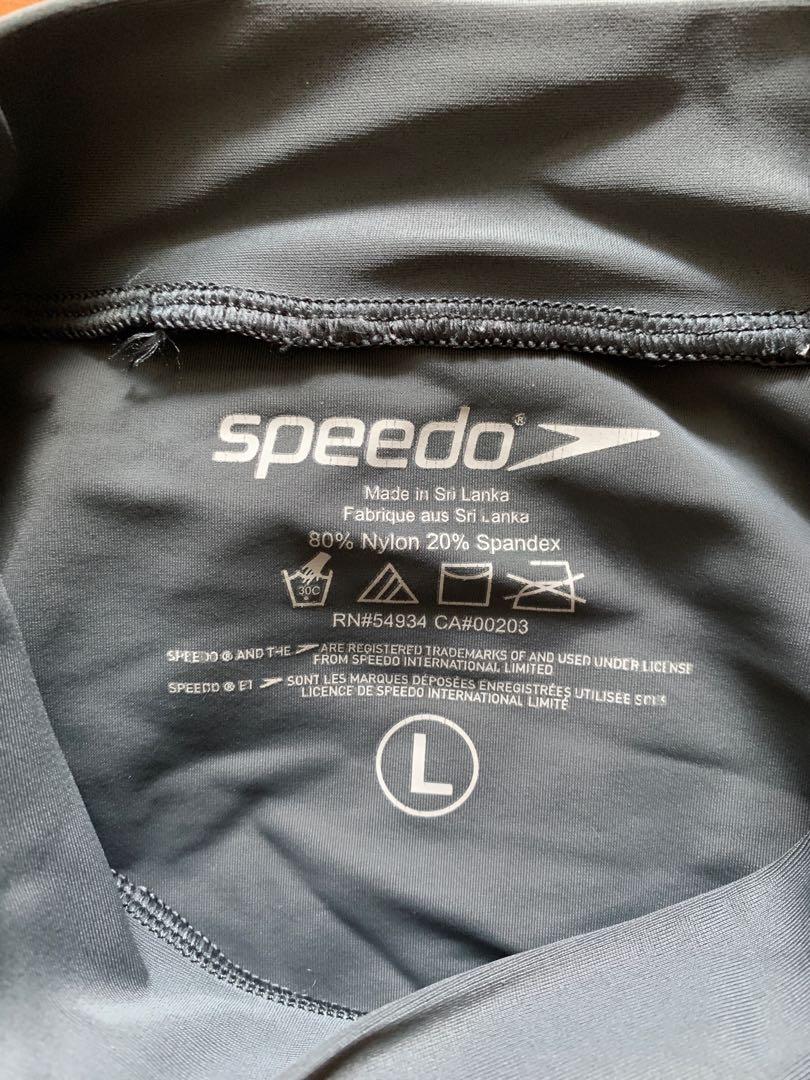 speedo®
Made in Sri Lanka
Fabrique aus Sri Lanka
80% Nylon 20% Spandex
30C
RN#54934 CA#00203
SPEEDO ® AND THE ARE REGISTERED TRADEMARKS OF AND USED UNDER LICENSE
FROM SPEEDO INTERNATIONAL LIMITED
SPEEDO ® ET SONT LES MARQUES DÉPOSÉES ENREGISTRÉES UTILISÉE
LICENCE DE SPEEDO INTERNATIONAL LIMITÉ
L